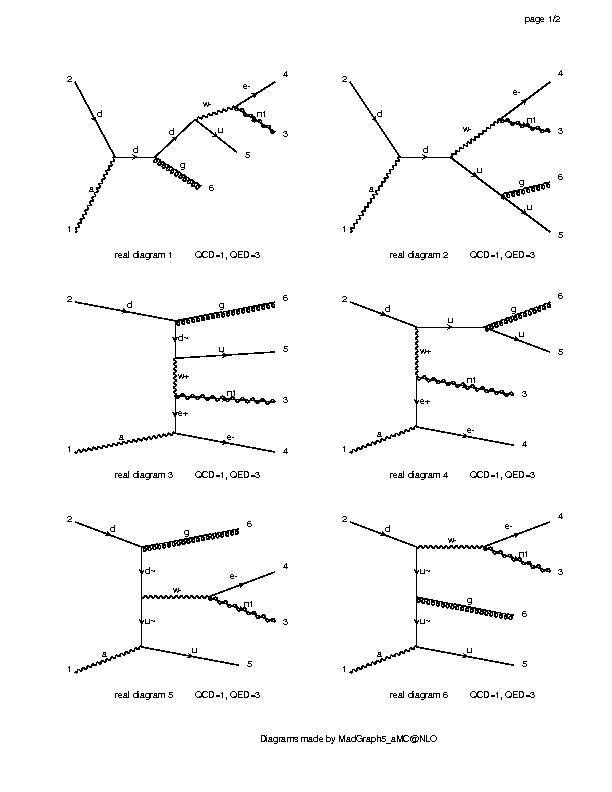 page 1/2
2
d
a
1
d
d
g
6
w-
u
5
e-
4
n1
3
real diagram 1 QCD=1, QED=3
2
d
a
1
d
w-
e-
4
n1
3
u
g
6
u
5
real diagram 2 QCD=1, QED=3
2
d
g
6
d~
u
5
w+
n1
3
e+
a
1
e-
4
real diagram 3 QCD=1, QED=3
2
d
u
g
6
u
5
w+
n1
3
e+
a
1
e-
4
real diagram 4 QCD=1, QED=3
2
d
g
6
d~
w-
e-
4
n1
3
u~
a
1
u
5
real diagram 5 QCD=1, QED=3
2
d
w-
e-
4
n1
3
u~
g
6
u~
a
1
u
5
real diagram 6 QCD=1, QED=3
Diagrams made by MadGraph5_aMC@NLO